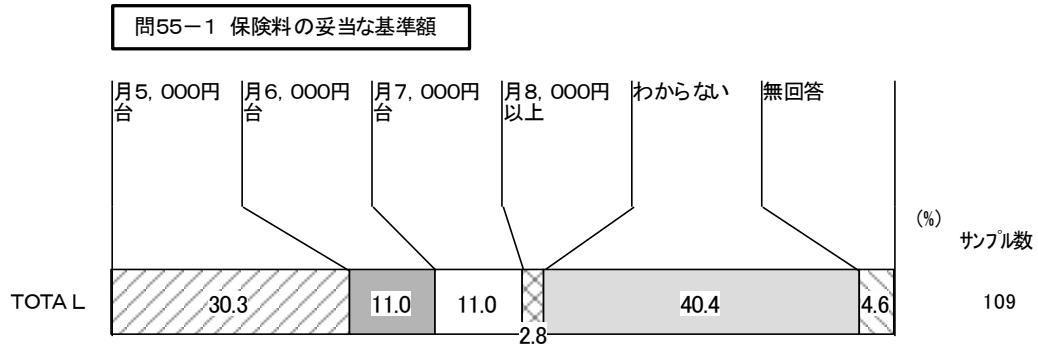 問55－1 保険料の妥当な基準額
月5,000円
台
月6,000円
台
月7,000円
台
月8,000円
以上
わからない
無回答
(%)
サンプル数
TOTAL
30.3
11.0
11.0
2.8
40.4
4.6
109